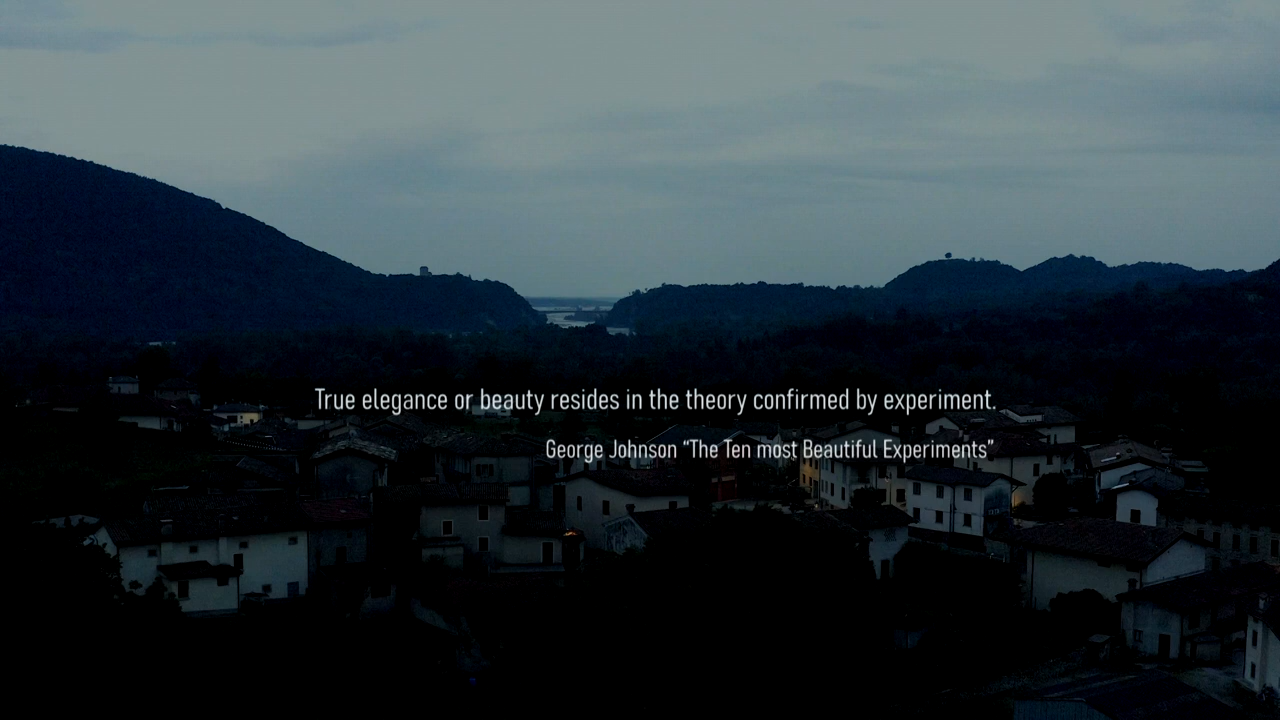 True elegance or beauty resides in the theory confirmed by experiment.
George Johnson “The Ten most Beautiful Experiments”